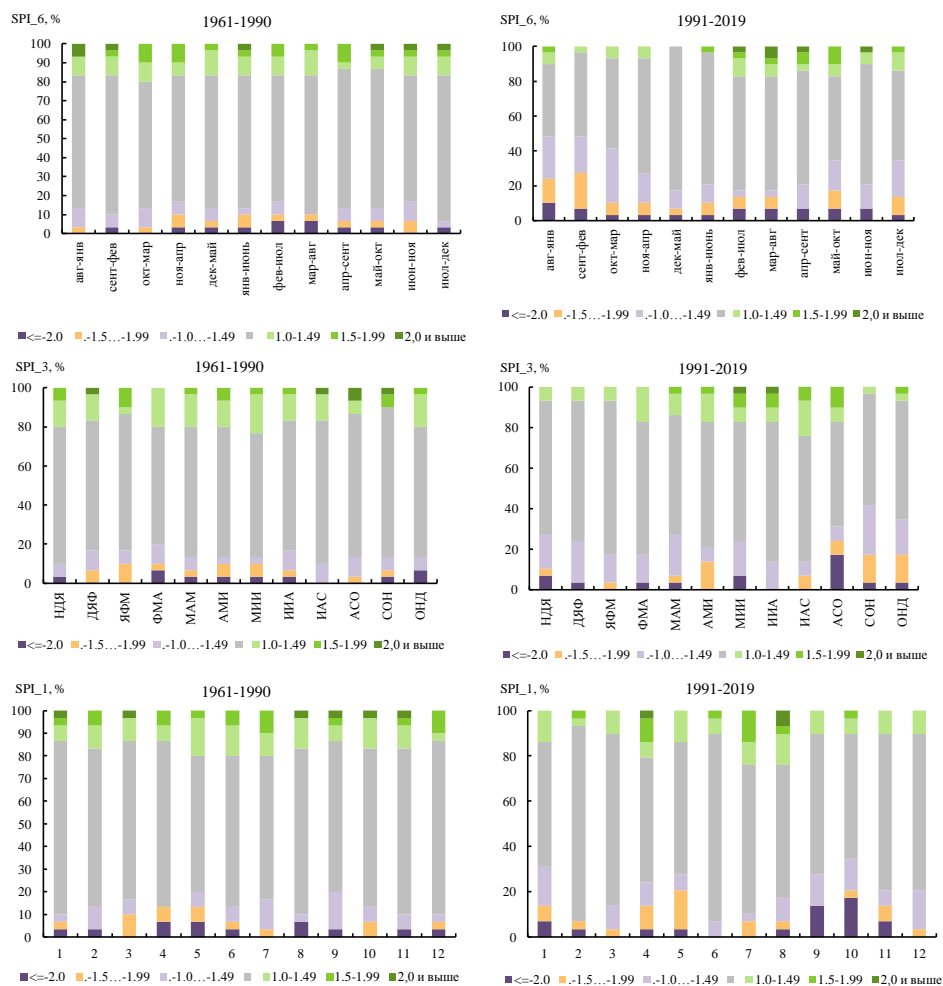 SPI_6, %
1961-1990
100
90
80
70
60
50
40
30
20
10
0
авг-янв
сент-фев
окт-мар
ноя-апр
дек-май
янв-июнь
фев-июл
мар-авг
апр-сент
май-окт
июн-ноя
июл-дек
<=-2.0 .-1.5…-1.99 .-1.0…-1.49 1.0-1.49 1.5-1.99 2,0 и выше
SPI_6, %
1991-2019
100
80
60
40
20
0
авг-янв
сент-фев
окт-мар
ноя-апр
дек-май
янв-июнь
фев-июл
мар-авг
апр-сент
май-окт
июн-ноя
июл-дек
<=-2.0 .-1.5…-1.99 .-1.0…-1.49 1.0-1.49 1.5-1.99 2,0 и выше
SPI_3, %
1961-1990
100
80
60
40
20
0
НДЯ
ДЯФ
ЯФМ
ФМА
МАМ
АМИ
МИИ
ИИА
ИАС
АСО
СОН
ОНД
<=-2.0 .-1.5…-1.99 .-1.0…-1.49 1.0-1.49 1.5-1.99 2,0 и выше
SPI_3, %
1991-2019
100
80
60
40
20
0
НДЯ
ДЯФ
ЯФМ
ФМА
МАМ
АМИ
МИИ
ИИА
ИАС
АСО
СОН
ОНД
<=-2.0 .-1.5…-1.99 .-1.0…-1.49 1.0-1.49 1.5-1.99 2,0 и выше
SPI_1, %
1961-1990
100
90
80
70
60
50
40
30
20
10
0
1 2 3 4 5 6 7 8 9 10 11 12
<=-2.0 .-1.5…-1.99 .-1.0…-1.49 1.0-1.49 1.5-1.99 2,0 и выше
SPI_1, %
1991-2019
100
80
60
40
20
0
1 2 3 4 5 6 7 8 9 10 11 12
<=-2.0 .-1.5…-1.99 .-1.0…-1.49 1.0-1.49 1.5-1.99 2,0 и выше